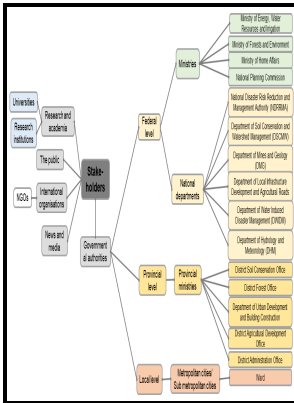 Ministry of Energy, Water
Resources and Irrigation
Ministry of Forests and Environment
Ministry of Home Affairs
National Planning Commission
Ministries
National Disaster Risk Reduction and
Management Authority (NDRRMA)
Department of Soil Conservation and
Watershed Management (DSCMW)
Department of Mines and Geology
(DMG)
Department of Local Infrastructure
Development and Agricultural Roads
Department of Water Induced
Disaster Management (DWIDM)
Department of Hydrology and
Meteorology (DHM)
National
departments
Federal
level
Universities
Research
institutions
Research and
academia
The public
NGOs
International
organisations
News and
media
Stake-
holders
Government
al authorities
Provincial
level
Provincial
ministries
District Soil Conservation Office
District Forest Office
Department of Urban Development
and Building Construction
District Agricultural Development
Office
District Administration Office
Local level
Metropolitan cities/
Sub metropolitan cities
Ward